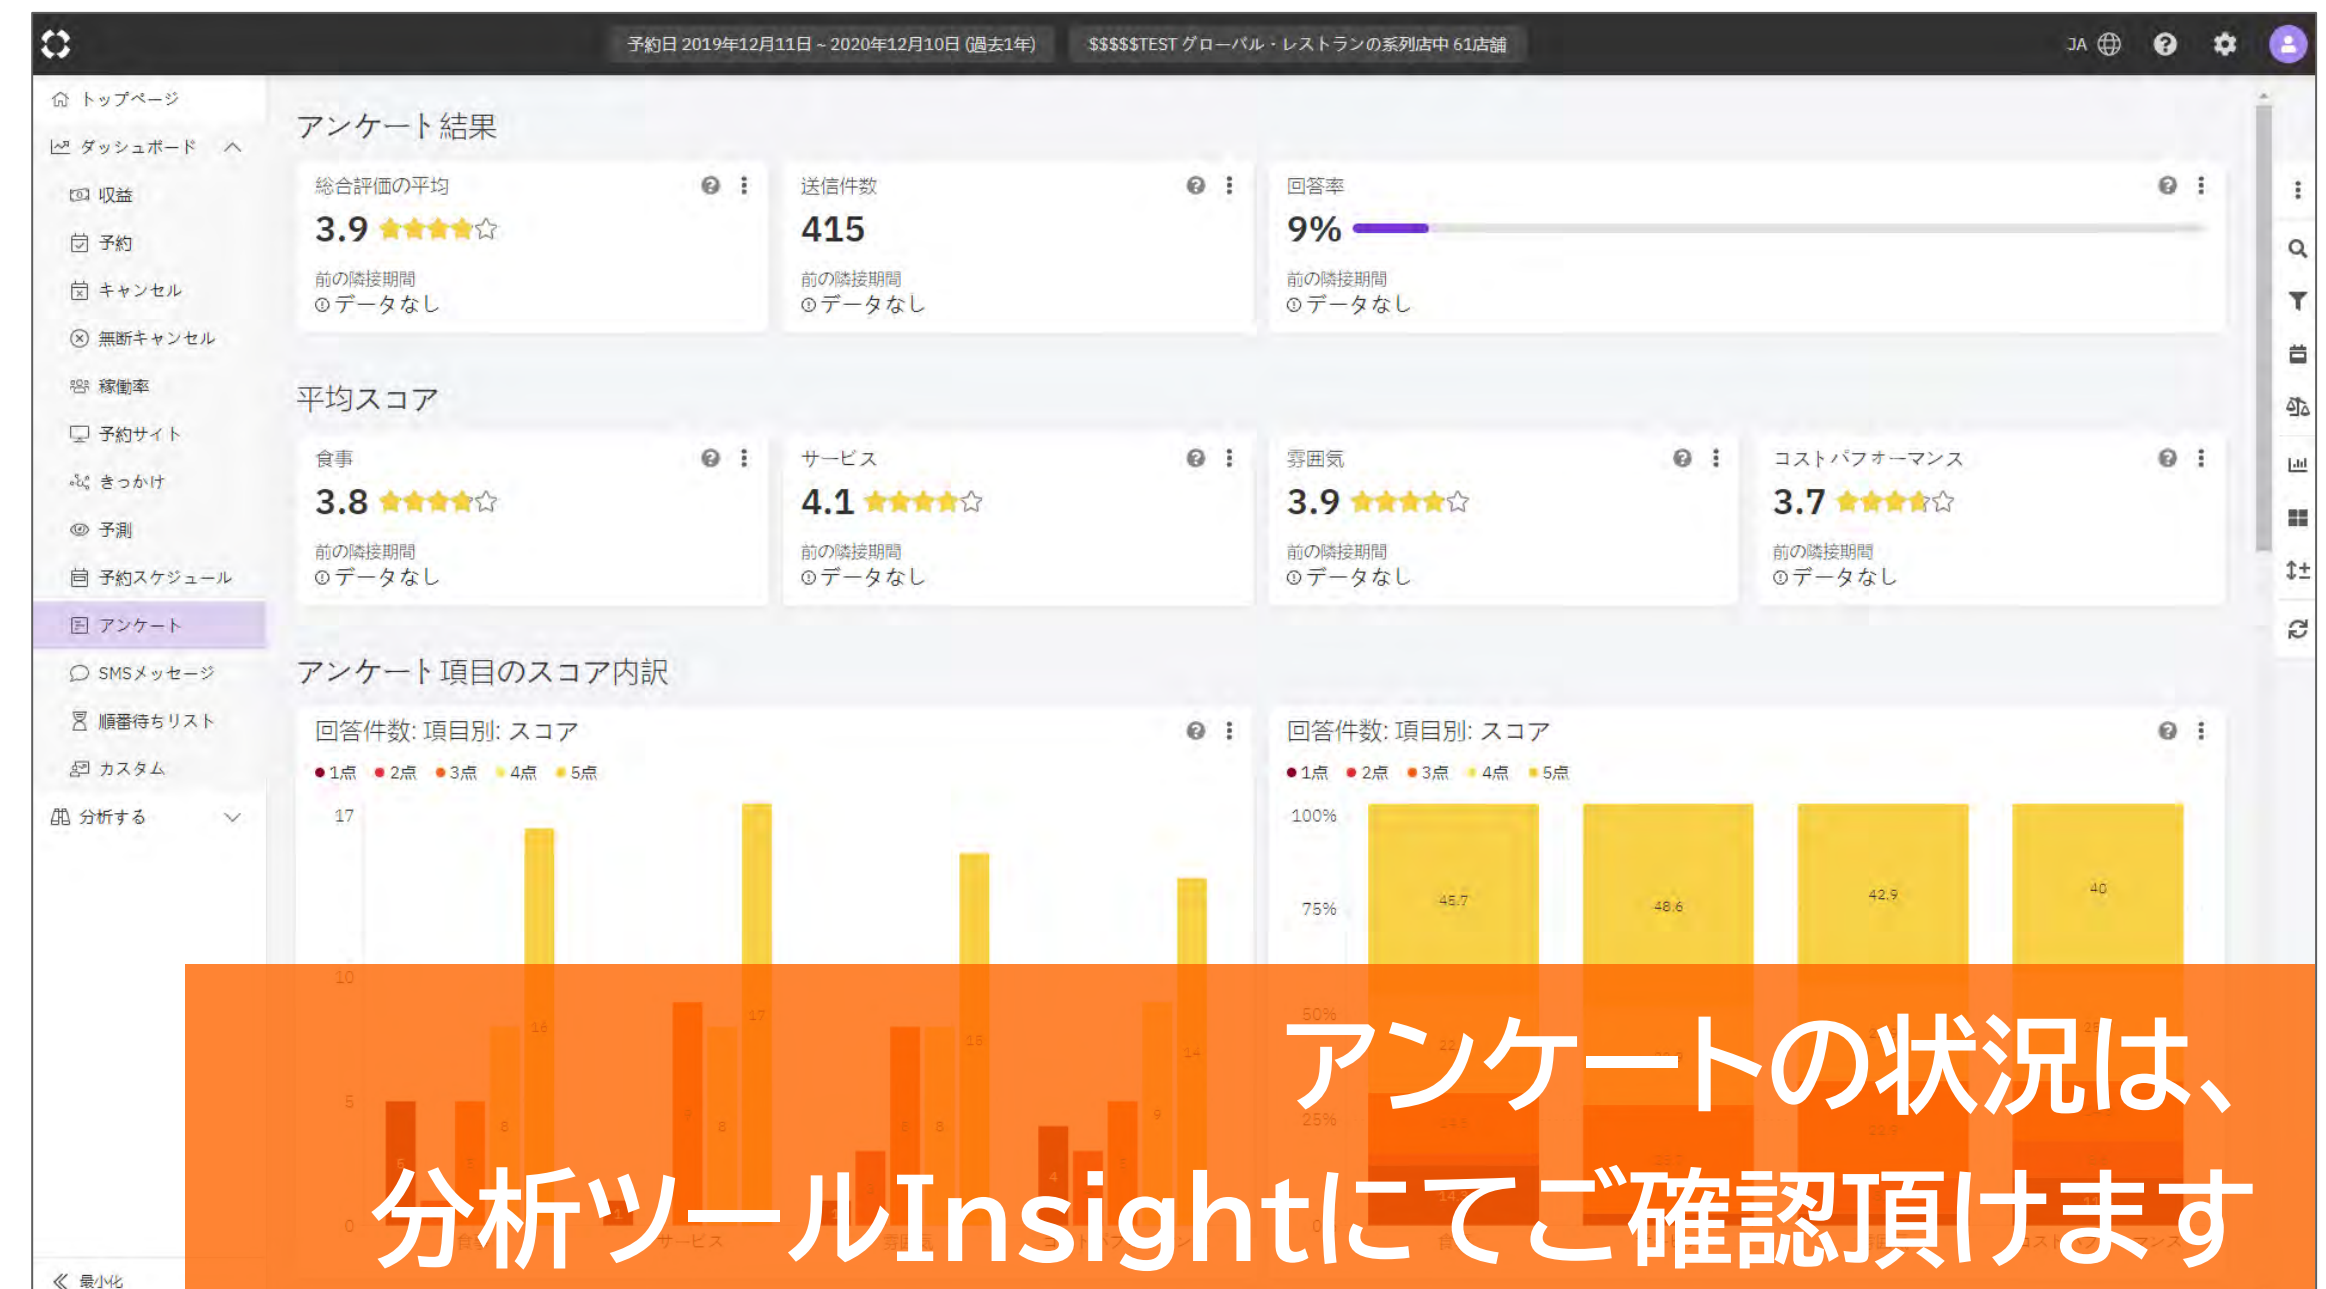 予約日 2019年12月11日 ~ 2020年12月10日 (過去1年)
$$$$$TEST グローバル・レストランの系列店中 61店舗
JA
トップページ
ダッシュボード
収益
予約
キャンセル
無断キャンセル
稼働率
予約サイト
きっかけ
予測
予約スケジュール
アンケート
SMSメッセージ
順番待ちリスト
カスタム
分析する
最小化
アンケート結果
総合評価の平均
3.9
前の隣接期間
データなし
送信件数
415
前の隣接期間
データなし
回答率
9%
前の隣接期間
データなし
平均スコア
食事
3.8
前の隣接期間
データなし
サービス
4.1
前の隣接期間
データなし
雰囲気
3.9
前の隣接期間
データなし
コストパフォーマンス
3.7
前の隣接期間
データなし
アンケート項目のスコア内訳
回答件数: 項目別: スコア
1点 2点 3点 4点 5点
17
10
5
0
16
17
15
14
5
8
9
8
8
4
9
サービス
回答件数: 項目別: スコア
1点 2点 3点 4点 5点
100%
75%
50%
25%
45.7
48.6
42.9
40
22.9
アンケートの状況は、
分析ツールInsightにてご確認頂けます